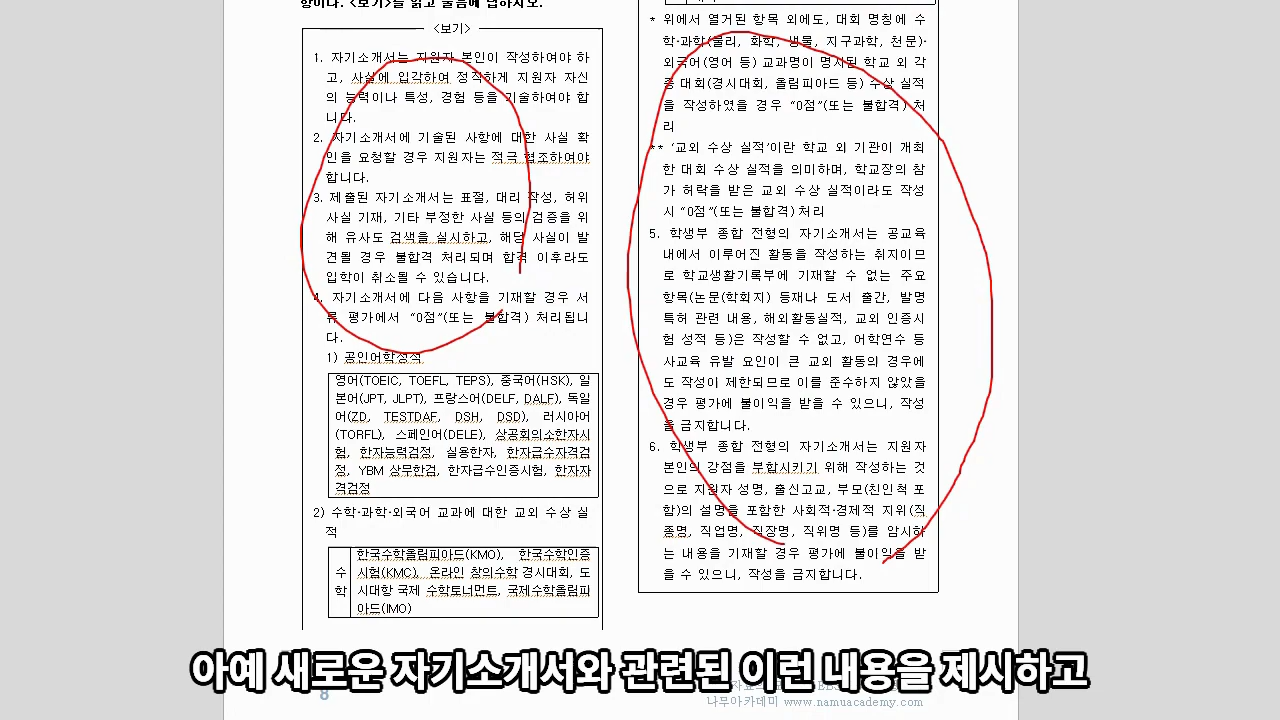 항이다. <보기>를 읽고 물음에 답하시오.
<보기>
1. 자기소개서는 지원자 본인이 작성하여야 하
고, 사실에 입각하여 정직하게 지원자 자신
의 능력이나 특성, 경험 등을 기술하여야 합
니다.
2. 자기소개서에 기술된 사항에 대한 사실 확
인을 요청할 경우 지원자는 적극 협조하여야
합니다.
3. 제출된 자기소개서는 표절, 대리 작성, 허위
사실 기재, 기타 부정한 사실 등의 검증을 위
해 유사도 검색을 실시하고, 해당 사실이 발
견될 경우 불합격 처리되며 합격 이후라도
입학이 취소될 수 있습니다.
4. 자기소개서에 다음 사항을 기재할 경우 서
류 평가에서 “0점”(또는 불합격) 처리됩니
다.
1) 공인어학성적
영어(TOEIC, TOEFL, TEPS), 중국어(HSK), 일
본어(JPT, JLPT), 프랑스어(DELF, DALF), 독일
어(ZD, TESTDAF, DSH, DSD), 러시아어
(TORFL), 스페인어(DELE), 상공회의소한자시
험, 한자능력검정, 실용한자, 한자급수자격검
정, YBM 상무한검, 한자급수인증시험, 한자자
격검정
2) 수학·과학·외국어 교과에 대한 교외 수상 실
적
수
학
한국수학올림피아드(KMO), 한국수학인증
시험(KMC), 온라인 창의수학 경시대회, 도
시대항 국제 수학토너먼트, 국제수학올림피
아드(IMO)
* 위에서 열거된 항목 외에도, 대회 명칭에 수
학·과학(물리, 화학, 생물, 지구과학, 천문)·
외국어(영어 등) 교과명이 명시된 학교 외 각
종 대회(경시대회, 올림피아드 등) 수상 실적
을 작성하였을 경우 “0점”(또는 불합격) 처
리
** ‘교외 수상 실적’이란 학교 외 기관이 개최
한 대회 수상 실적을 의미하며, 학교장의 참
가 허락을 받은 교외 수상 실적이라도 작성
시 “0점”(또는 불합격) 처리
5. 학생부 종합 전형의 자기소개서는 공교육
내에서 이루어진 활동을 작성하는 취지이므
로 학교생활기록부에 기재할 수 없는 주요
항목(논문(학회지) 등재나 도서 출간, 발명
특허 관련 내용, 해외활동실적, 교외 인증시
험 성적 등)은 작성할 수 없고, 어학연수 등
사교육 유발 요인이 큰 교외 활동의 경우에
도 작성이 제한되므로 이를 준수하지 않았을
경우 평가에 불이익을 받을 수 있으니, 작성
을 금지합니다.
6. 학생부 종합 전형의 자기소개서는 지원자
본인의 강점을 부합시키기 위해 작성하는 것
으로 지원자 성명, 출신고교, 부모(친인척 포
함)의 설명을 포함한 사회적·경제적 지위(직
종명, 직업명, 직장명, 직위명 등)를 암시하
는 내용을 기재할 경우 평가에 불이익을 받
을 수 있으니, 작성을 금지합니다.
아예 새로운 자기소개서와 관련된 이런 내용을 제시하고
8
나무아카데미 www.namuacademy.com